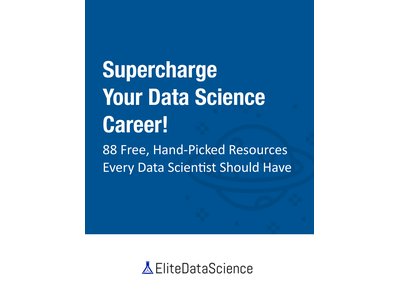 Supercharge
Your Data Science
Career!
88 Free, Hand-Picked Resources
Every Data Scientist Should Have
EliteDataScience